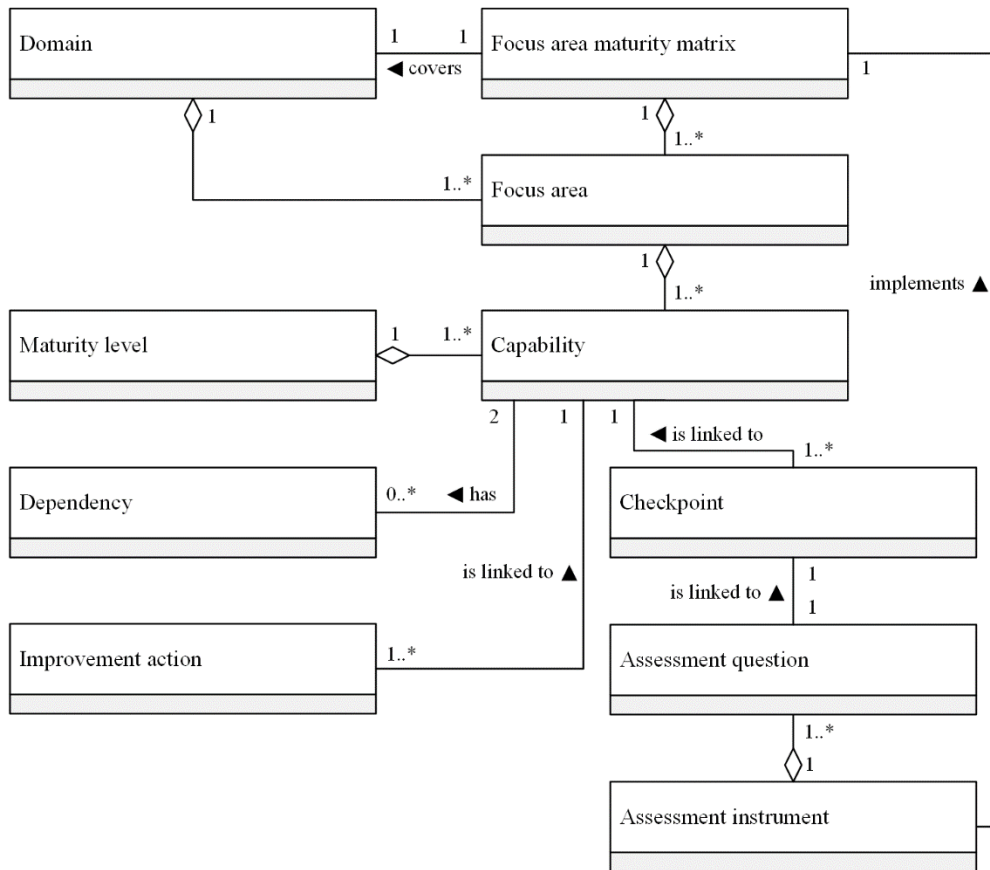 Domain
1
1
Focus area maturity matrix
◄ covers
1
1
1
1..*
1..*
Focus area
1
1..*
implements ▲
Maturity level
1
1..*
Capability
2
1
1
◄ is linked to
1..*
Dependency
0..*
◄ has
Checkpoint
is linked to ▲
1
is linked to ▲
1
Improvement action
1..*
Assessment question
1..*
1
Assessment instrument